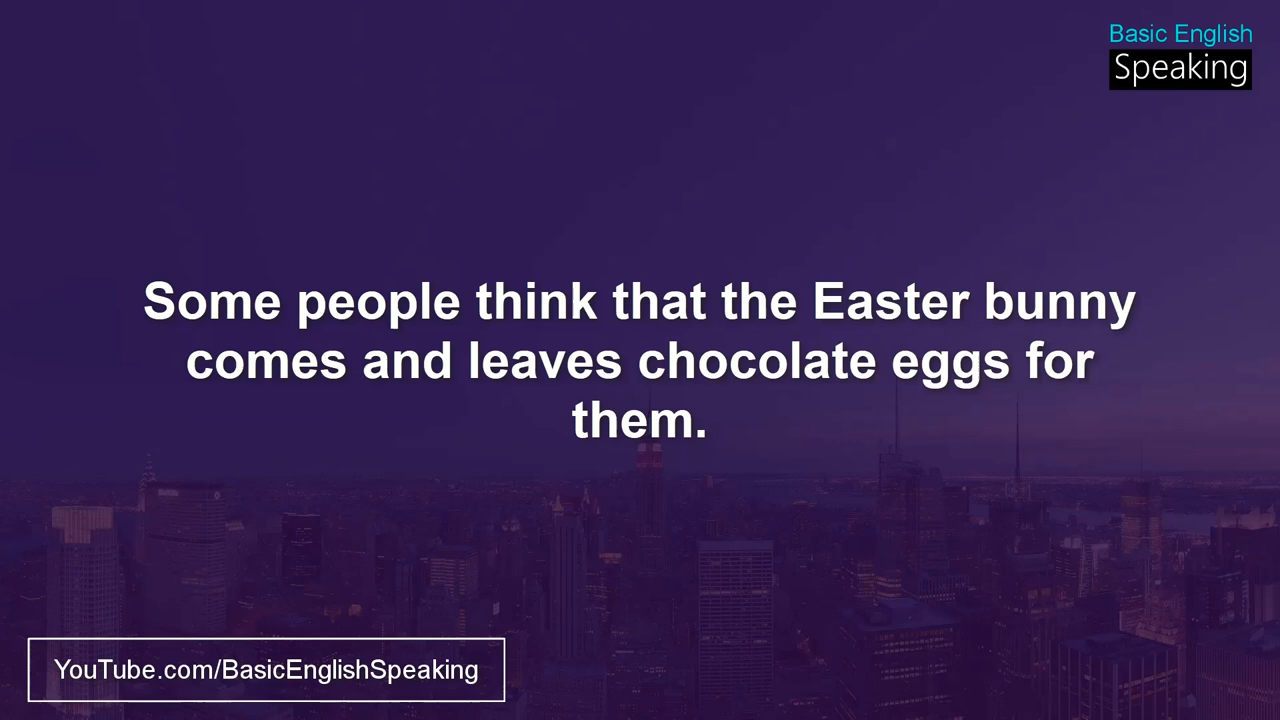 Basic English
Speaking
Some people think that the Easter bunny
comes and leaves chocolate eggs for
them.
YouTube.com/BasicEnglishSpeaking